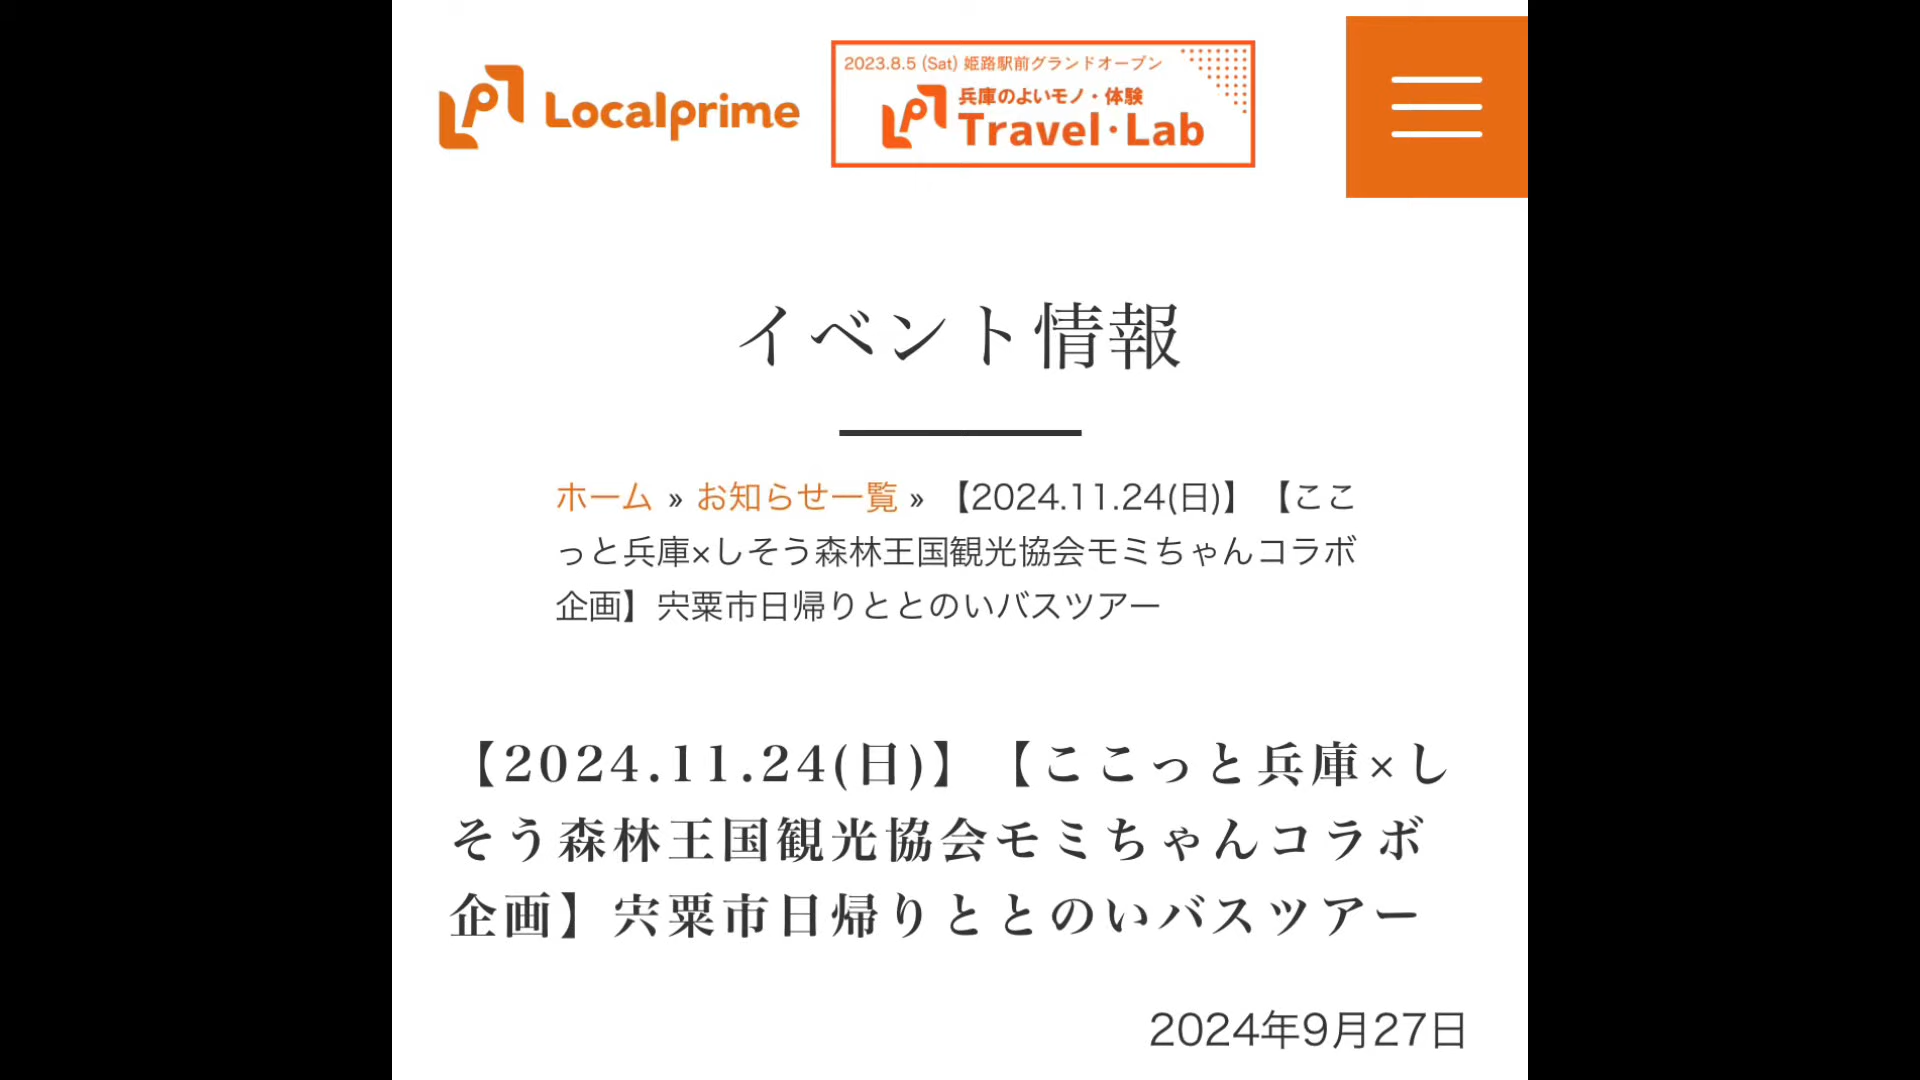 Localprime
2023.8.5 (Sat) 姫路駅前グランドオープン
兵庫のよいモノ・体験
Travel・Lab
イベント情報
ホーム » お知らせ一覧 » 【2024.11.24(日)】【ここ
っと兵庫×しそう森林王国観光協会モミちゃんコラボ
企画】宍粟市日帰りととのいバスツアー
【2024.11.24(日)】【ここっと兵庫×し
そう森林王国観光協会モミちゃんコラボ
企画】宍粟市日帰りととのいバスツアー
2024年9月27日